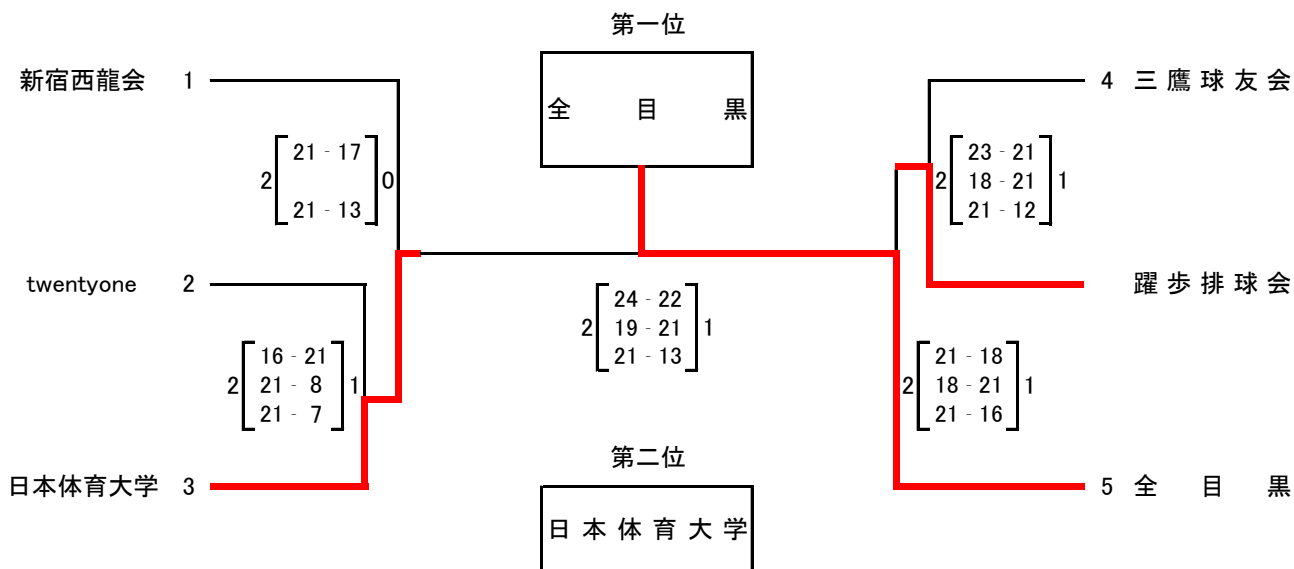 第一位
全 目 黒
新宿西龍会 1
4 三鷹球友会
2 21 - 17 0
21 - 13
2 23 - 21 1
18 - 21
21 - 12
twentyone 2
躍歩排球会
2 24 - 22 1
19 - 21
21 - 13
2 16 - 21 1
21 - 8
21 - 7
2 21 - 18 1
18 - 21
21 - 16
日本体育大学 3
5 全 目 黒
第二位
日本体育大学